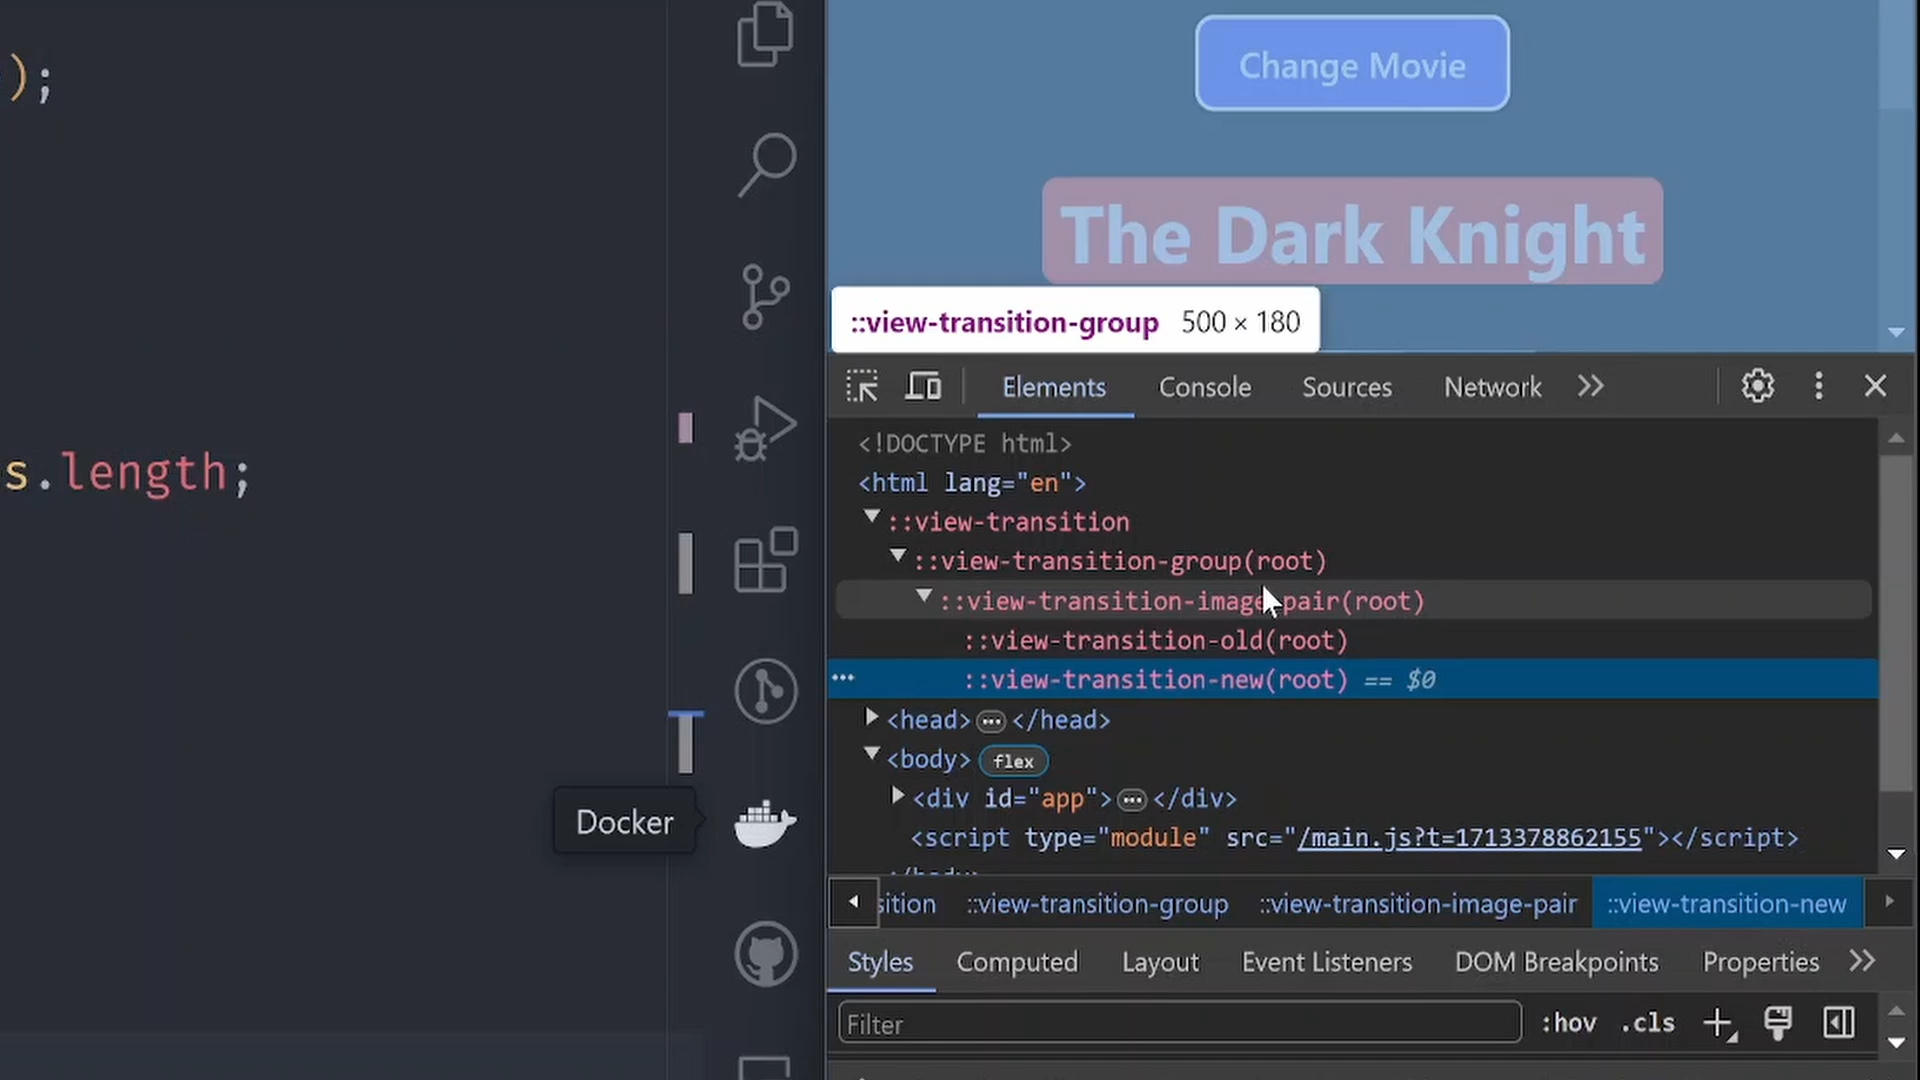 );
s.length;
Docker
Change Movie
The Dark Knight
::view-transition-group 500 × 180
Elements Console Sources Network
<!DOCTYPE html>
<html lang="en">
::view-transition
::view-transition-group(root)
::view-transition-image-pair(root)
::view-transition-old(root)
::view-transition-new(root) == $0
<head>…</head>
<body> flex
<div id="app">…</div>
<script type="module" src="/main.js?t=1713378862155"></script>
</body>
sition ::view-transition-group ::view-transition-image-pair ::view-transition-new
Styles Computed Layout Event Listeners DOM Breakpoints Properties
Filter :hov .cls